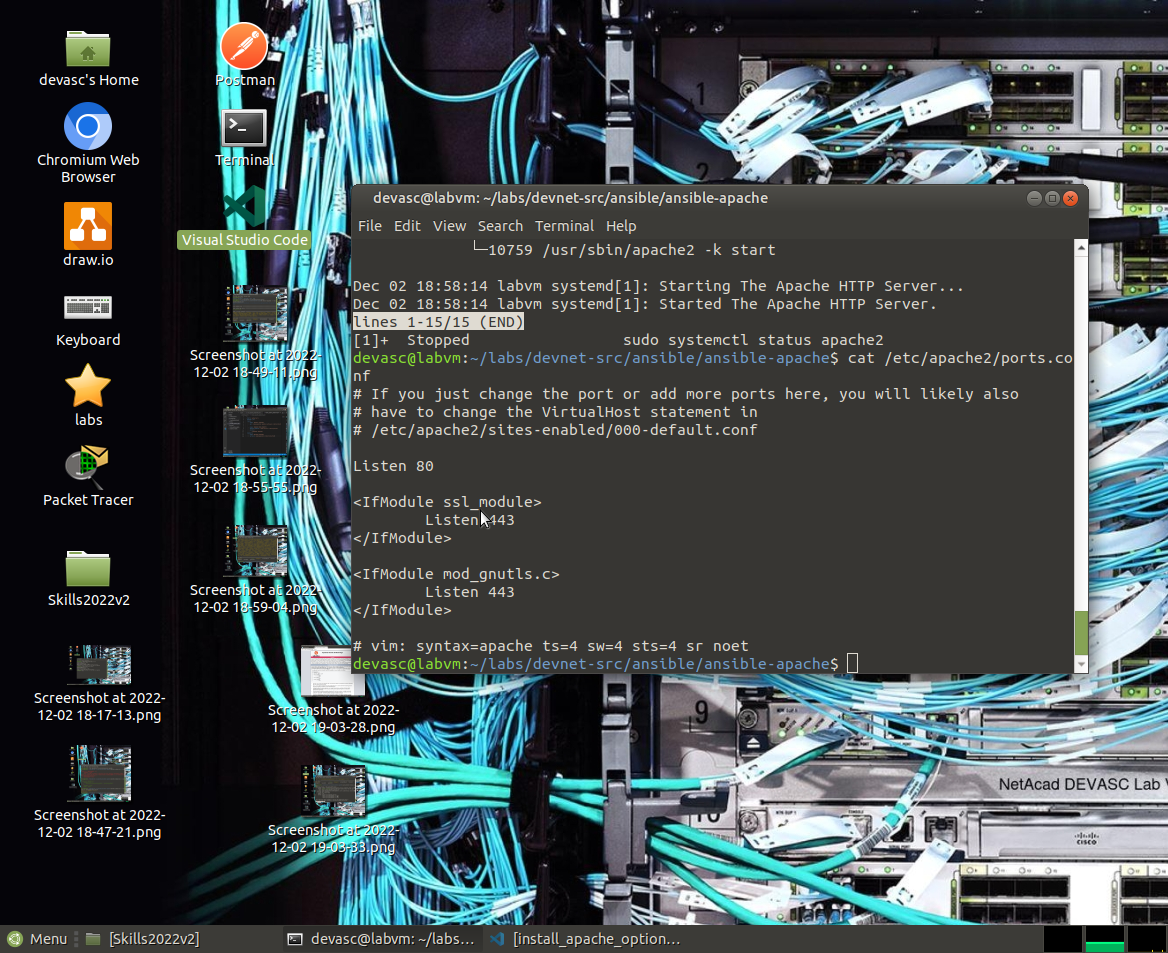 devasc's Home
Postman
Chromium Web
Browser
Terminal
draw.io
Visual Studio Code
Keyboard
Screenshot at 2022-
12-02 18-49-11.png
labs
Packet Tracer
Screenshot at 2022-
12-02 18-55-55.png
Skills2022v2
Screenshot at 2022-
12-02 18-59-04.png
Screenshot at 2022-
12-02 18-17-13.png
Screenshot at 2022-
12-02 19-03-28.png
Screenshot at 2022-
12-02 18-47-21.png
Screenshot at 2022-
12-02 19-03-33.png
devasc@labvm: ~/labs/devnet-src/ansible/ansible-apache
File Edit View Search Terminal Help
└─10759 /usr/sbin/apache2 -k start
Dec 02 18:58:14 labvm systemd[1]: Starting The Apache HTTP Server...
Dec 02 18:58:14 labvm systemd[1]: Started The Apache HTTP Server.
lines 1-15/15 (END)
[1]+  Stopped                 sudo systemctl status apache2
devasc@labvm:~/labs/devnet-src/ansible/ansible-apache$ cat /etc/apache2/ports.co
nf
# If you just change the port or add more ports here, you will likely also
# have to change the VirtualHost statement in
# /etc/apache2/sites-enabled/000-default.conf
Listen 80
<IfModule ssl_module>
Listen 443
</IfModule>
<IfModule mod_gnutls.c>
Listen 443
</IfModule>
# vim: syntax=apache ts=4 sw=4 sts=4 sr noet
devasc@labvm:~/labs/devnet-src/ansible/ansible-apache$
1
2
9
10
NetAcad DEVASC Lab
CISCO
Menu
[Skills2022v2]
devasc@labvm: ~/labs...
[install_apache_option...